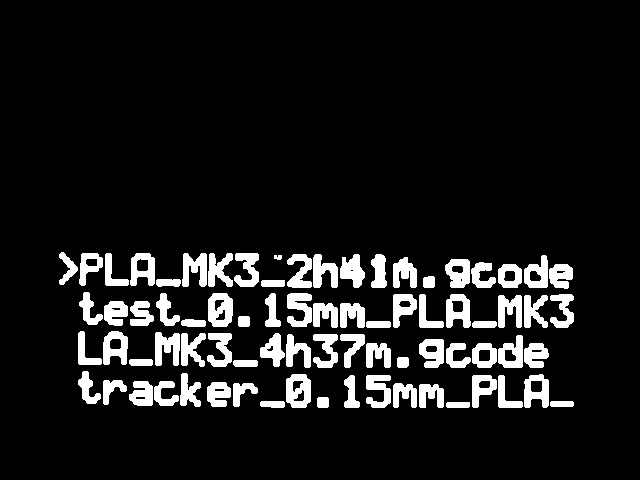 >PLA_MK3_2h41m.gcode
test_0.15mm_PLA_MK3
LA_MK3_4h37m.gcode
tracker_0.15mm_PLA_